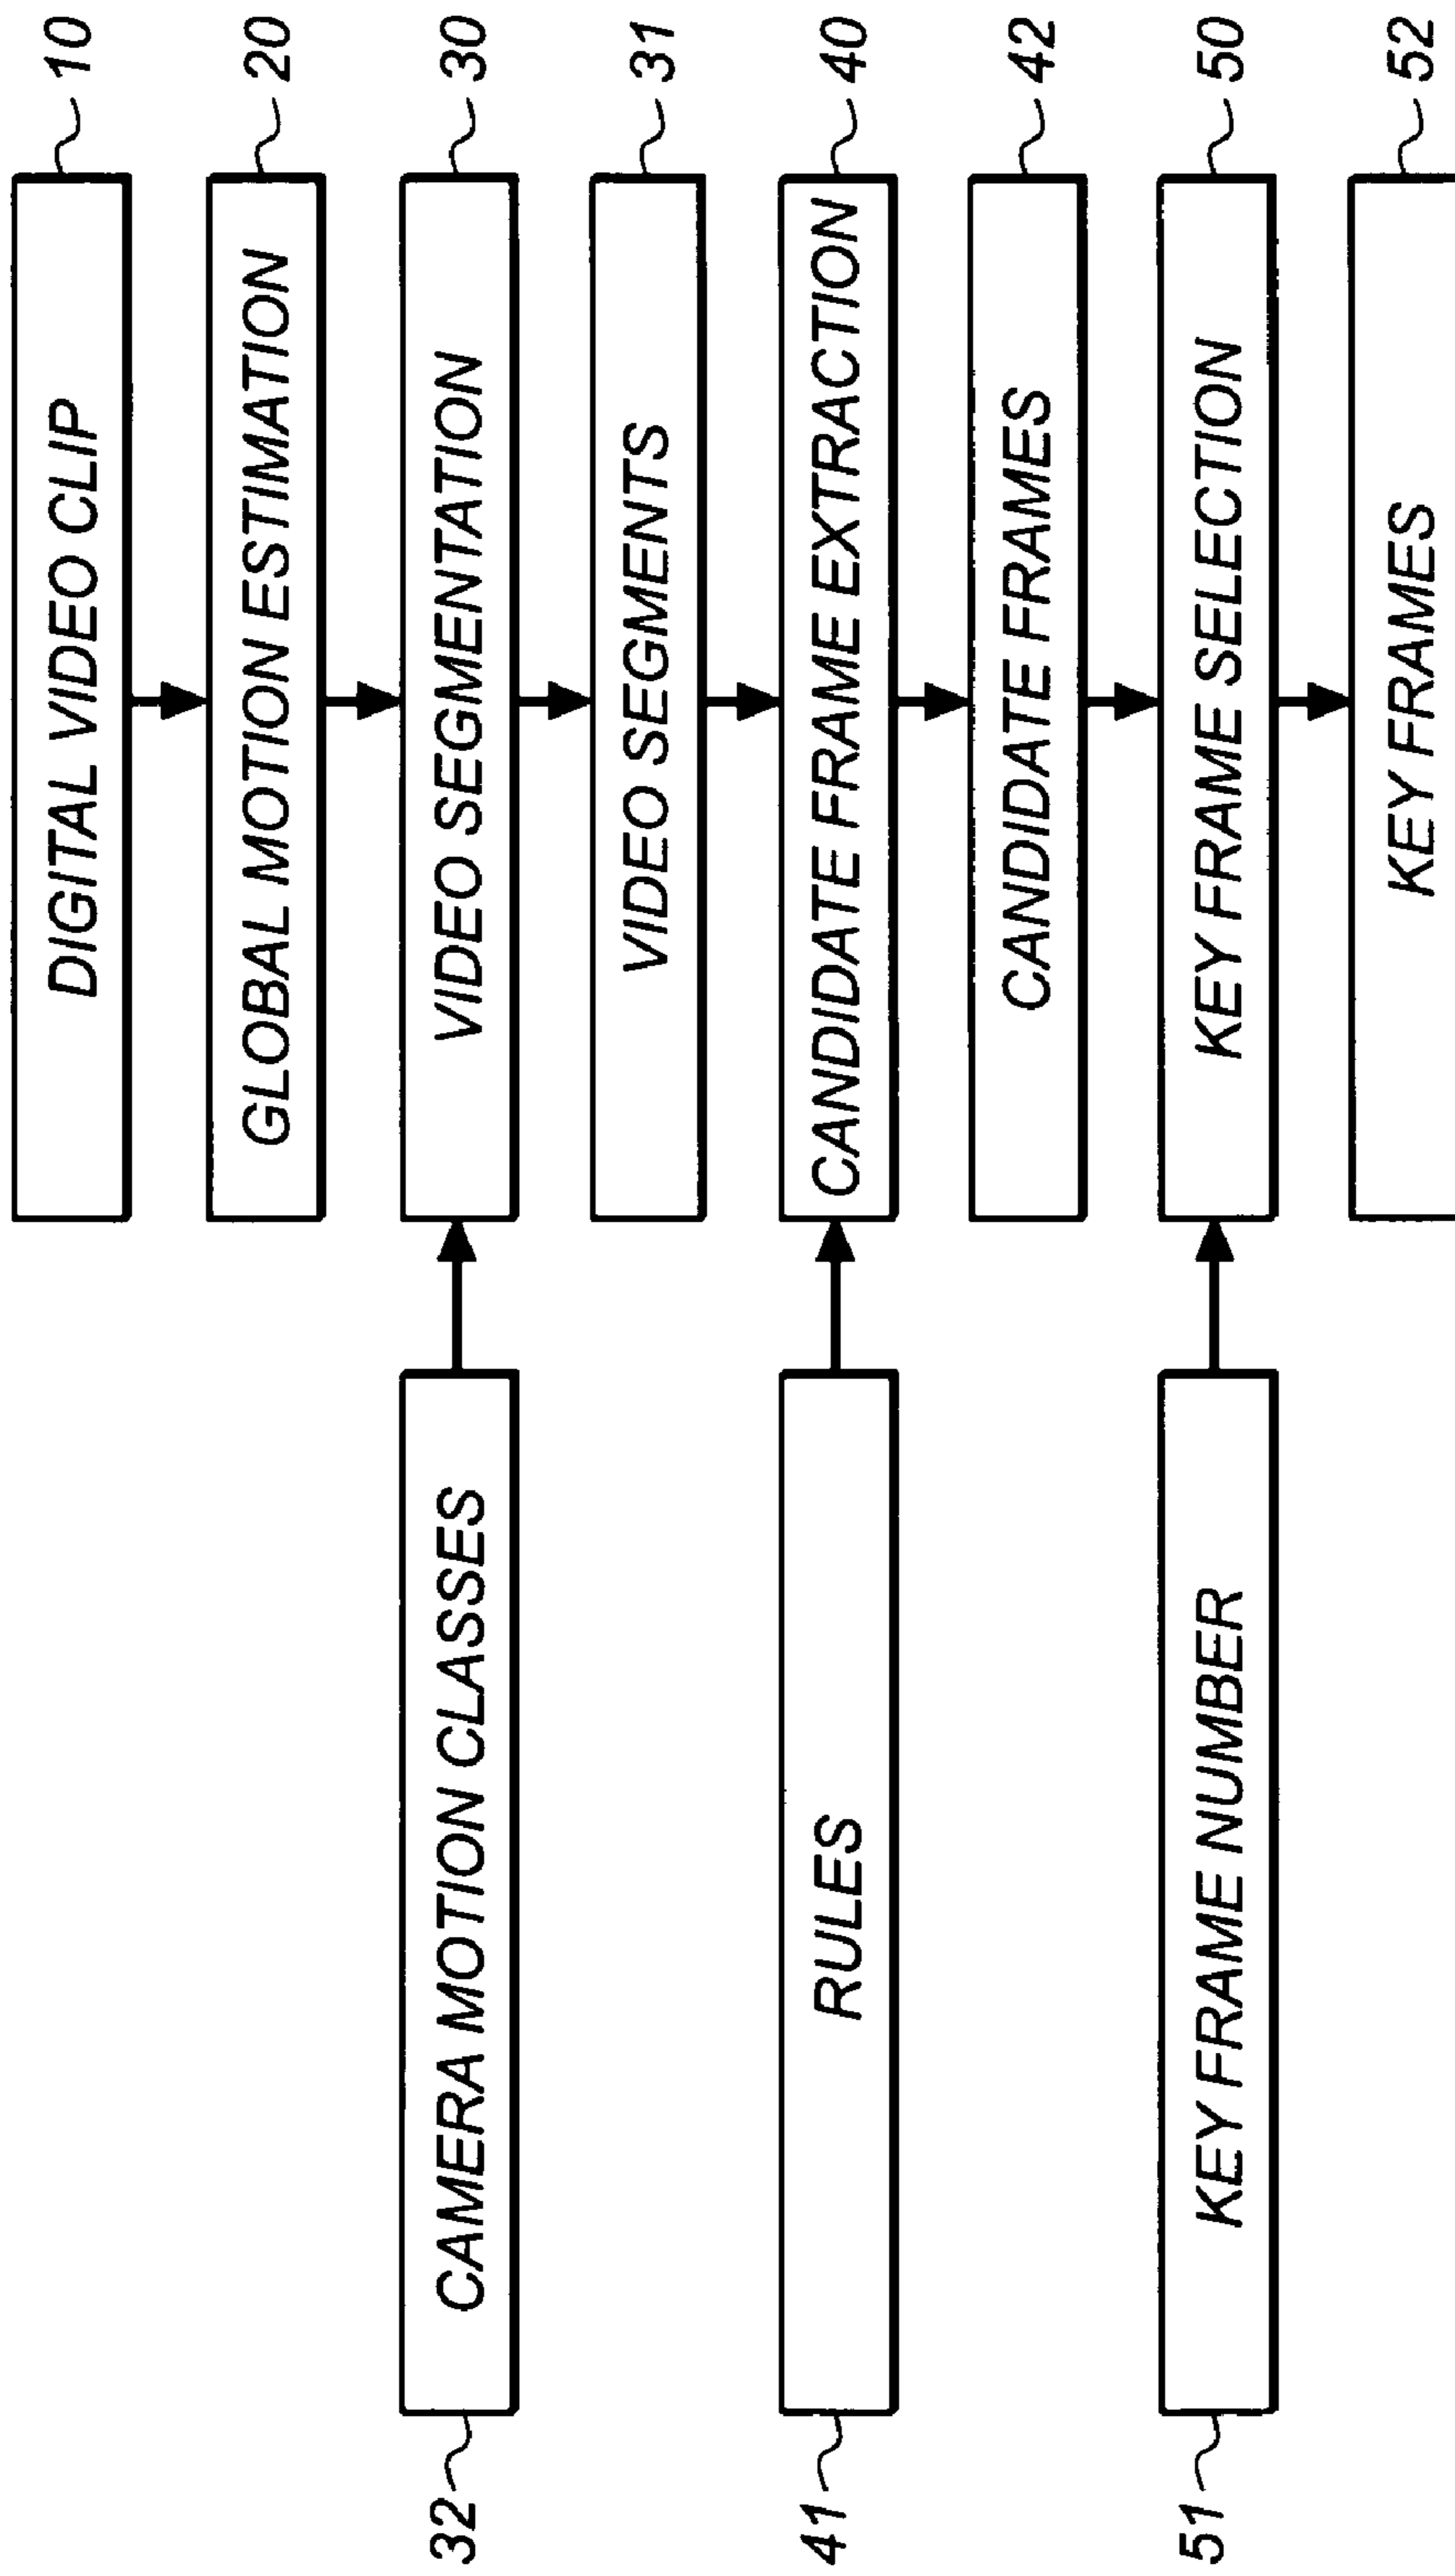 DIGITAL VIDEO CLIP
10
GLOBAL MOTION ESTIMATION
20
CAMERA MOTION CLASSES
32
VIDEO SEGMENTATION
30
VIDEO SEGMENTS
31
RULES
41
CANDIDATE FRAME EXTRACTION
40
CANDIDATE FRAMES
42
KEY FRAME NUMBER
51
KEY FRAME SELECTION
50
KEY FRAMES
52